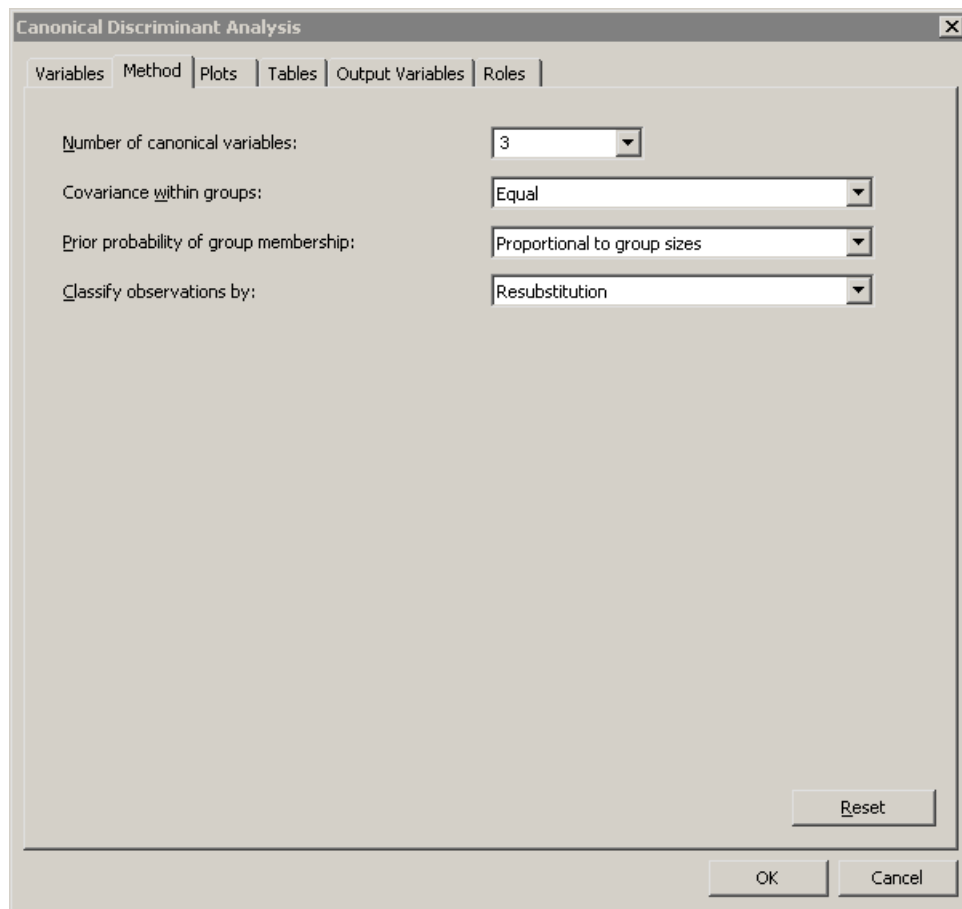 Canonical Discriminant Analysis
Variables Method Plots Tables Output Variables Roles
Number of canonical variables: 3
Covariance within groups: Equal
Prior probability of group membership: Proportional to group sizes
Classify observations by: Resubstitution
Reset
OK Cancel